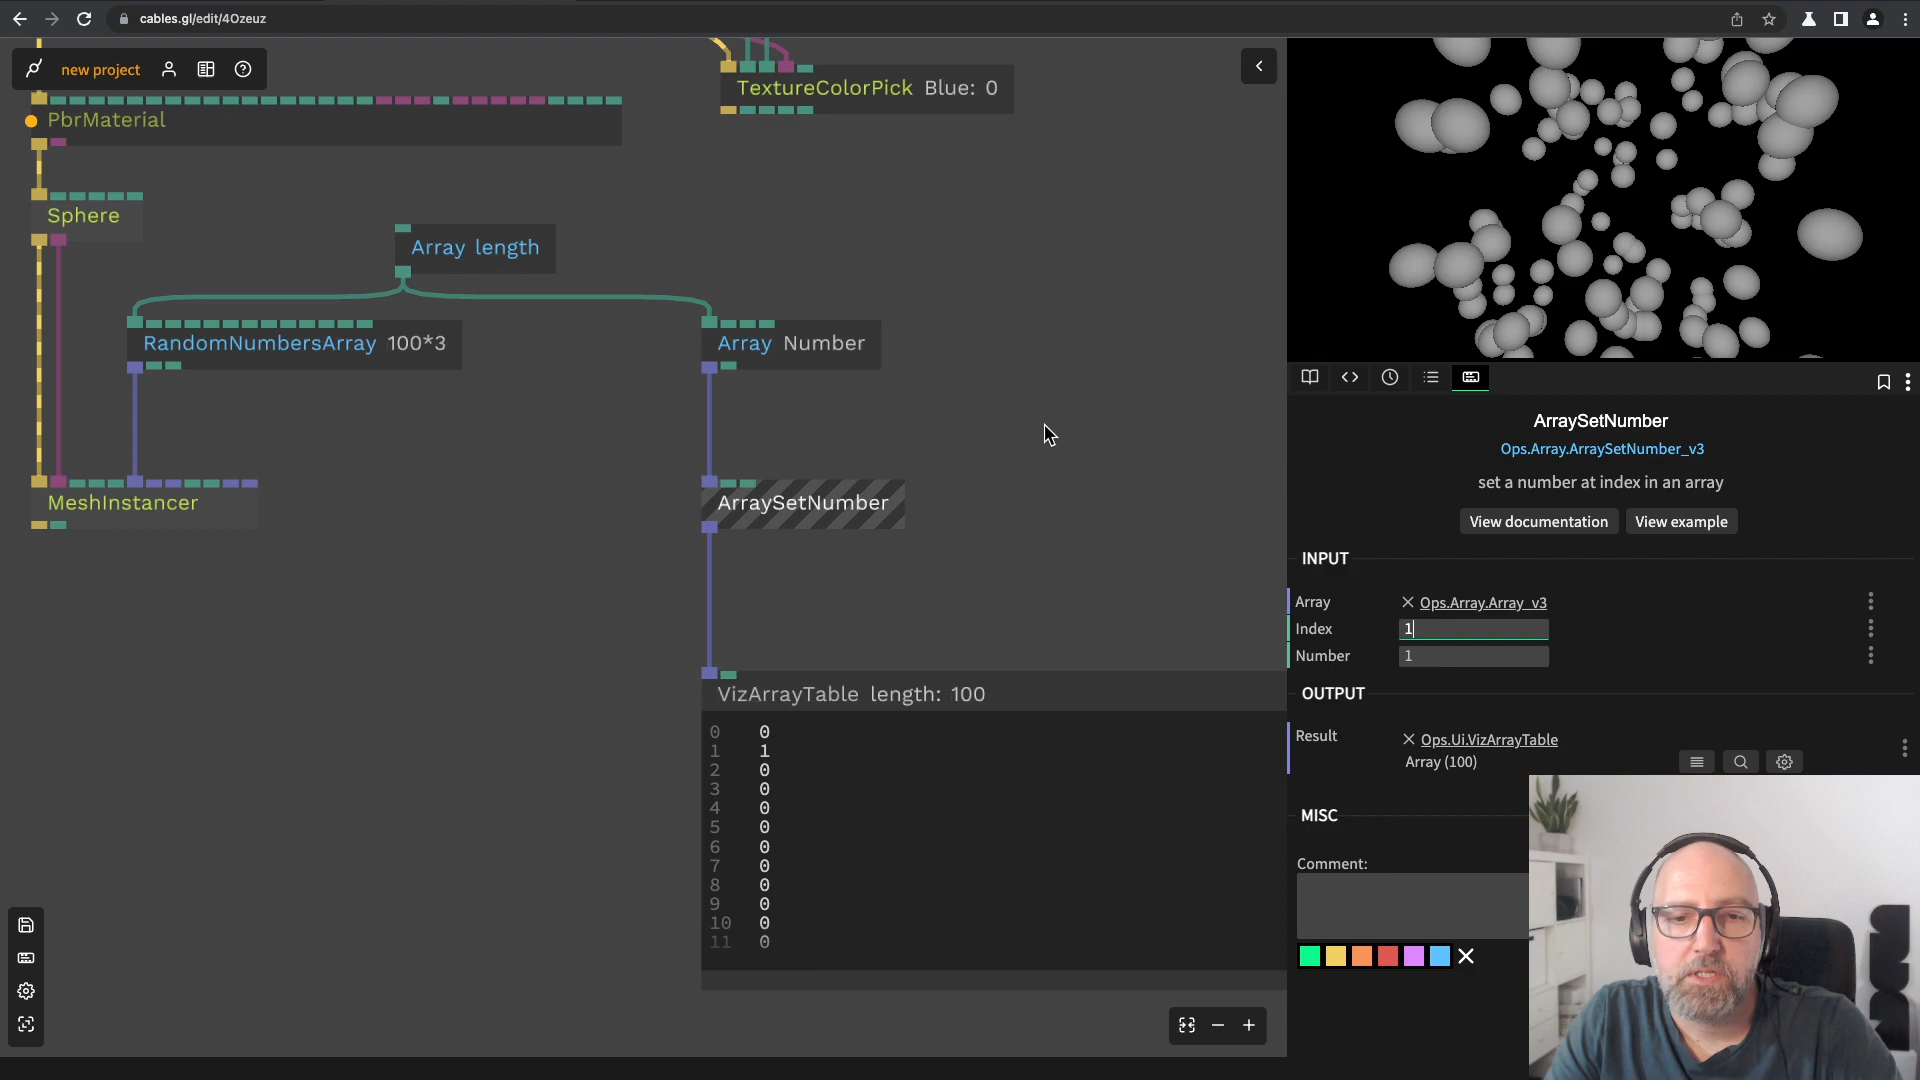 cables.gl/edit/4Ozeuz
new project
TextureColorPick Blue: 0
PbrMaterial
Sphere
Array length
RandomNumbersArray 100*3
Array Number
MeshInstancer
ArraySetNumber
VizArrayTable length: 100
0 0
1 1
2 0
3 0
4 0
5 0
6 0
7 0
8 0
9 0
10 0
11 0
ArraySetNumber
Ops.Array.ArraySetNumber_v3
set a number at index in an array
View documentation View example
INPUT
Array Ops.Array.Array_v3
Index 1
Number 1
OUTPUT
Result Ops.Ui.VizArrayTable
Array (100)
MISC
Comment: